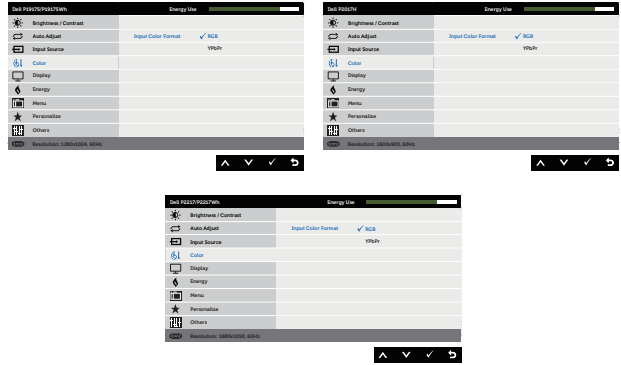 Dell P1917S/P1917SWh Energy Use
Brightness / Contrast
Auto Adjust Input Color Format ✓ RGB
Input Source YPbPr
Color
Display
Energy
Menu
Personalize
Others
Resolution: 1280x1024, 60Hz
Dell P2017H Energy Use
Brightness / Contrast
Auto Adjust Input Color Format ✓ RGB
Input Source YPbPr
Color
Display
Energy
Menu
Personalize
Others
Resolution: 1600x900, 60Hz
Dell P2217/P2217Wh Energy Use
Brightness / Contrast
Auto Adjust Input Color Format ✓ RGB
Input Source YPbPr
Color
Display
Energy
Menu
Personalize
Others
Resolution: 1680x1050, 60Hz